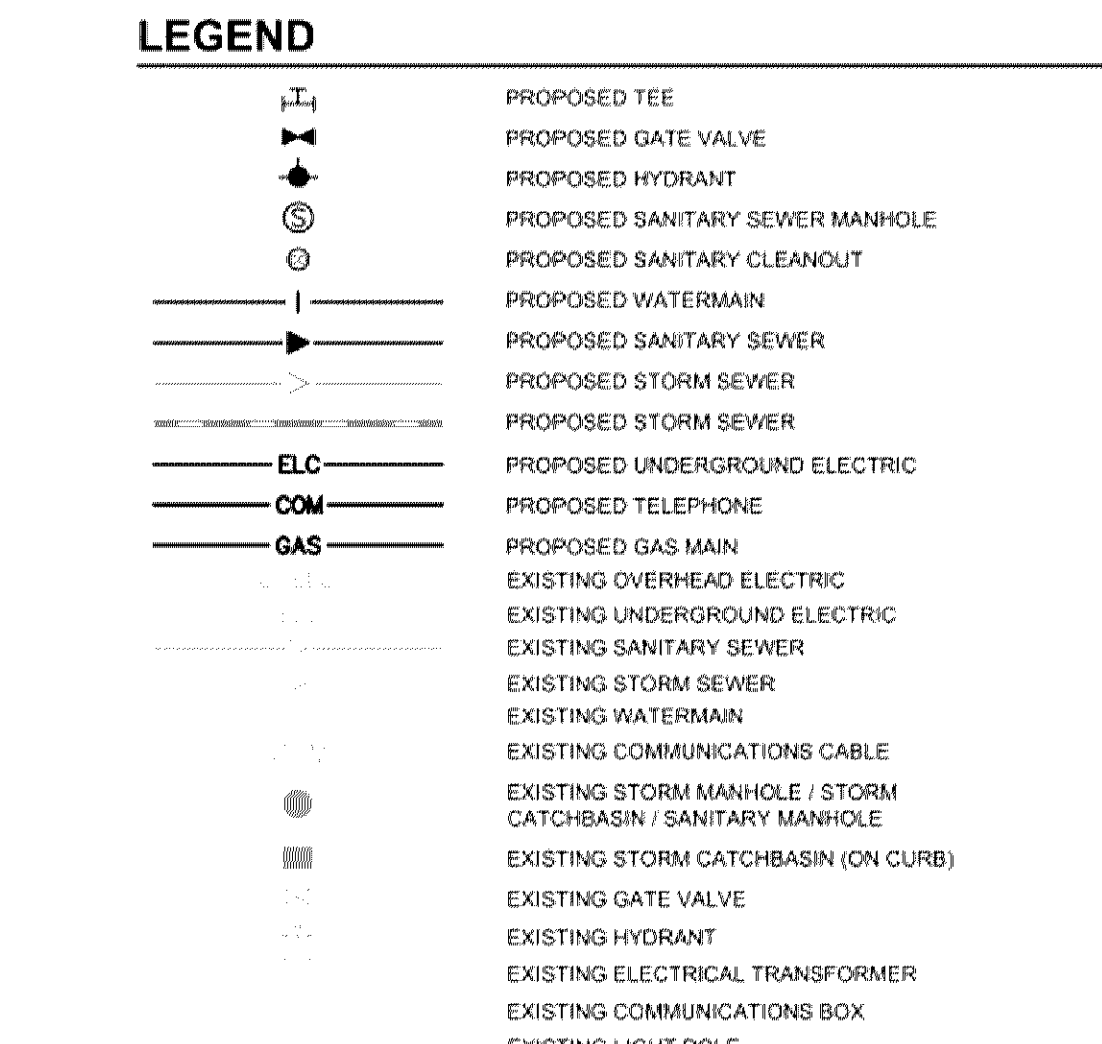 LEGEND
T PROPOSED TEE
PROPOSED GATE VALVE
PROPOSED HYDRANT
S PROPOSED SANITARY SEWER MANHOLE
PROPOSED SANITARY CLEANOUT
PROPOSED WATERMAIN
PROPOSED SANITARY SEWER
PROPOSED STORM SEWER
PROPOSED STORM SEWER
ELC PROPOSED UNDERGROUND ELECTRIC
COM PROPOSED TELEPHONE
GAS PROPOSED GAS MAIN
EXISTING OVERHEAD ELECTRIC
EXISTING UNDERGROUND ELECTRIC
EXISTING SANITARY SEWER
EXISTING STORM SEWER
EXISTING WATERMAIN
EXISTING COMMUNICATIONS CABLE
EXISTING STORM MANHOLE / STORM
CATCHBASIN / SANITARY MANHOLE
EXISTING STORM CATCHBASIN (ON CURB)
EXISTING GATE VALVE
EXISTING HYDRANT
EXISTING ELECTRICAL TRANSFORMER
EXISTING COMMUNICATIONS BOX
EXISTING LIGHT POLE